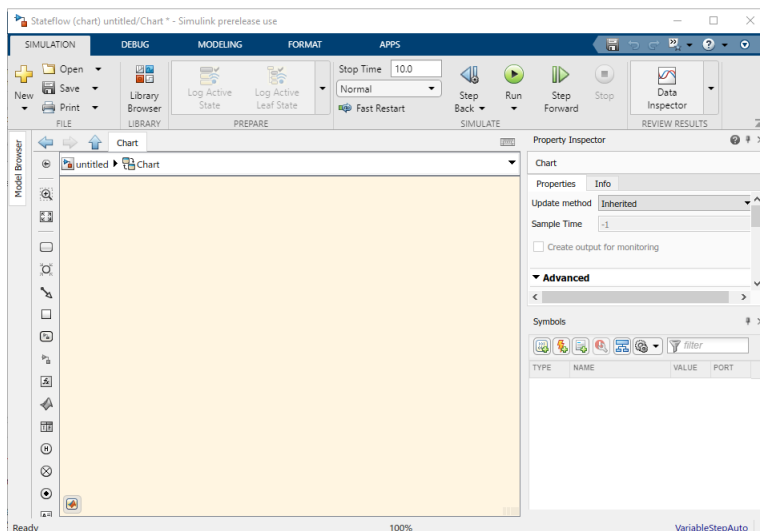 Stateflow (chart) untitled/Chart * - Simulink prerelease use
SIMULATION DEBUG MODELING FORMAT APPS
New
Open
Save
Print
FILE
Library
Browser
LIBRARY
Log Active
State
Log Active
Leaf State
PREPARE
Stop Time 10.0
Normal
Fast Restart
Step
Back
Run
Step
Forward
Stop
SIMULATE
Data
Inspector
REVIEW RESULTS
Model Browser
Chart
untitled Chart
Property Inspector
Chart
Properties Info
Update method Inherited
Sample Time -1
Create output for monitoring
Advanced
Symbols
filter
TYPE NAME VALUE PORT
Ready 100% VariableStepAuto